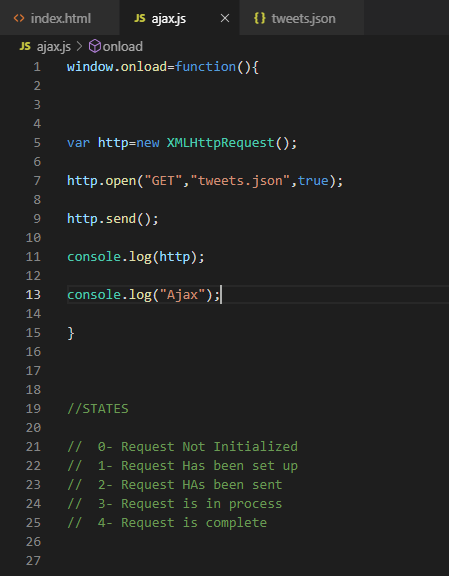 <> index.html JS ajax.js × {} tweets.json
JS ajax.js > onload
1 window.onload=function(){
2
3
4
5 var http=new XMLHttpRequest();
6
7 http.open("GET","tweets.json",true);
8
9 http.send();
10
11 console.log(http);
12
13 console.log("Ajax");
14
15 }
16
17
18
19 //STATES
20
21 //  0- Request Not Initialized
22 //  1- Request Has been set up
23 //  2- Request HAs been sent
24 //  3- Request is in process
25 //  4- Request is complete
26
27